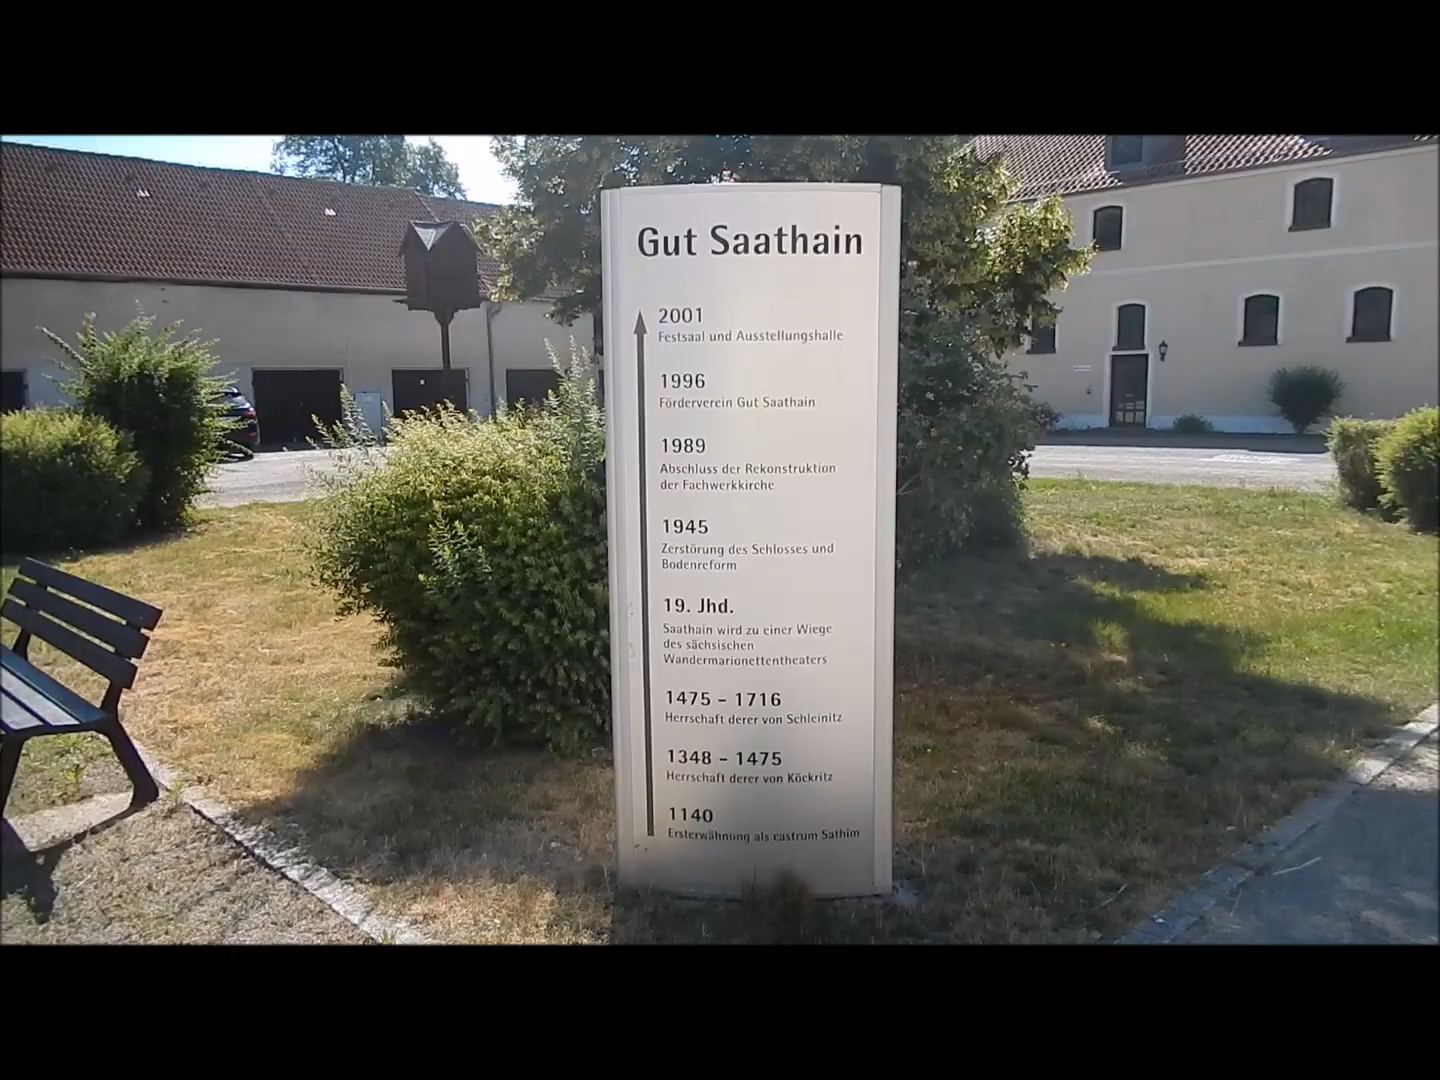 Gut Saathain
2001
Festsaal und Ausstellungshalle
1996
Förderverein Gut Saathain
1989
Abschluss der Rekonstruktion
der Fachwerkkirche
1945
Zerstörung des Schlosses und
Bodenreform
19. Jhd.
Saathain wird zu einer Wiege
des sächsischen
Wandermarionettentheaters
1475 – 1716
Herrschaft derer von Schleinitz
1348 – 1475
Herrschaft derer von Köckritz
1140
Ersterwähnung als castrum Sathim